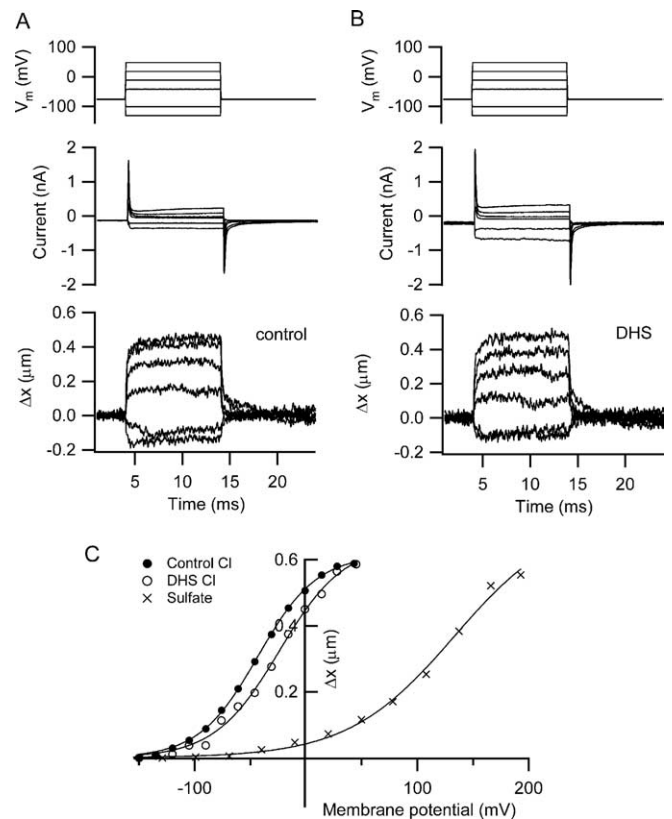 A
100
0
-100
Vm (mV)
2
1
0
-1
-2
Current (nA)
control
0.6
0.4
0.2
0.0
-0.2
Δx (μm)
5 10 15 20
Time (ms)
B
100
0
-100
Vm (mV)
2
1
0
-1
-2
Current (nA)
DHS
0.6
0.4
0.2
0.0
-0.2
Δx (μm)
5 10 15 20
Time (ms)
C
Control Cl
DHS Cl
Sulfate
0.6
0.4
0.2
Δx (μm)
-100 100 200
Membrane potential (mV)